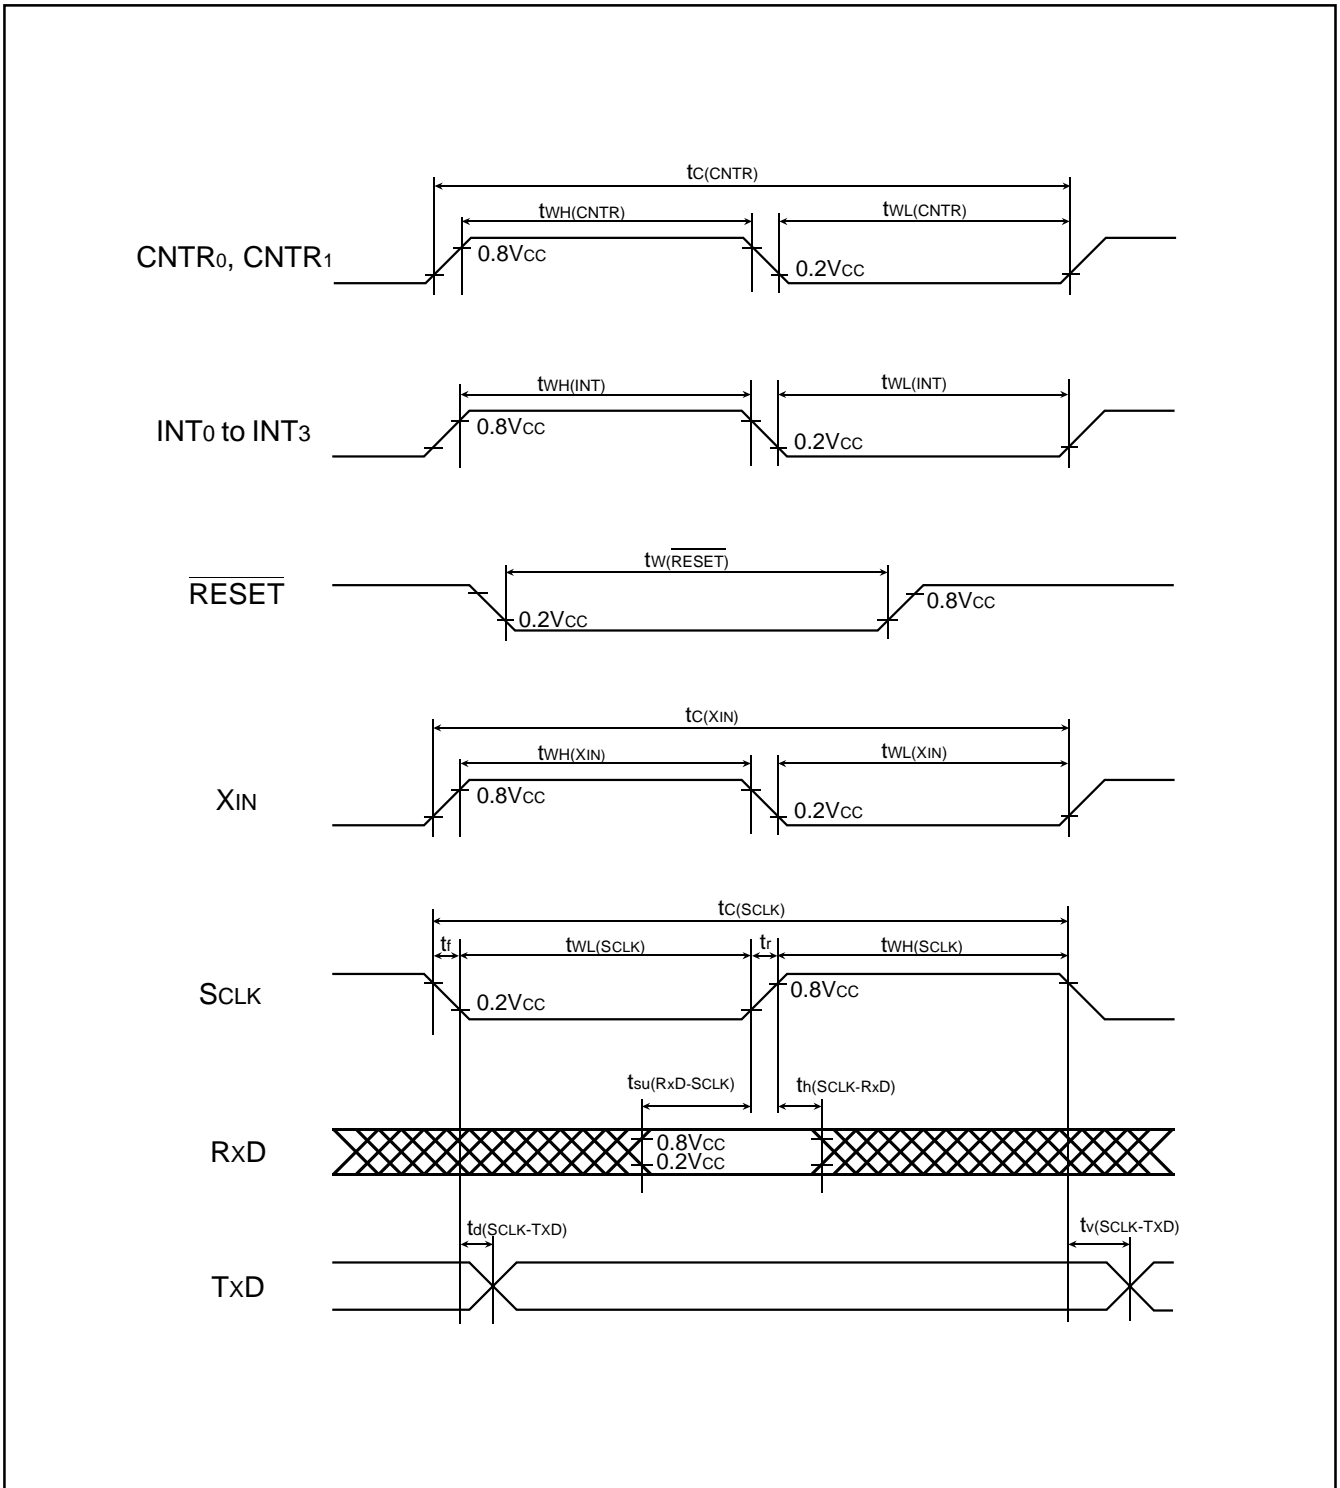 tC(CNTR)
tWH(CNTR)
tWL(CNTR)
CNTR0, CNTR1
0.8VCC
0.2VCC
tWH(INT)
tWL(INT)
INT0 to INT3
0.8VCC
0.2VCC
tW(RESET)
RESET
0.2VCC
0.8VCC
tC(XIN)
tWH(XIN)
tWL(XIN)
XIN
0.8VCC
0.2VCC
tC(SCLK)
tf
tWL(SCLK)
tr
tWH(SCLK)
SCLK
0.2VCC
0.8VCC
tsu(RxD-SCLK)
th(SCLK-RxD)
RXD
0.8VCC
0.2VCC
td(SCLK-TXD)
tv(SCLK-TXD)
TXD